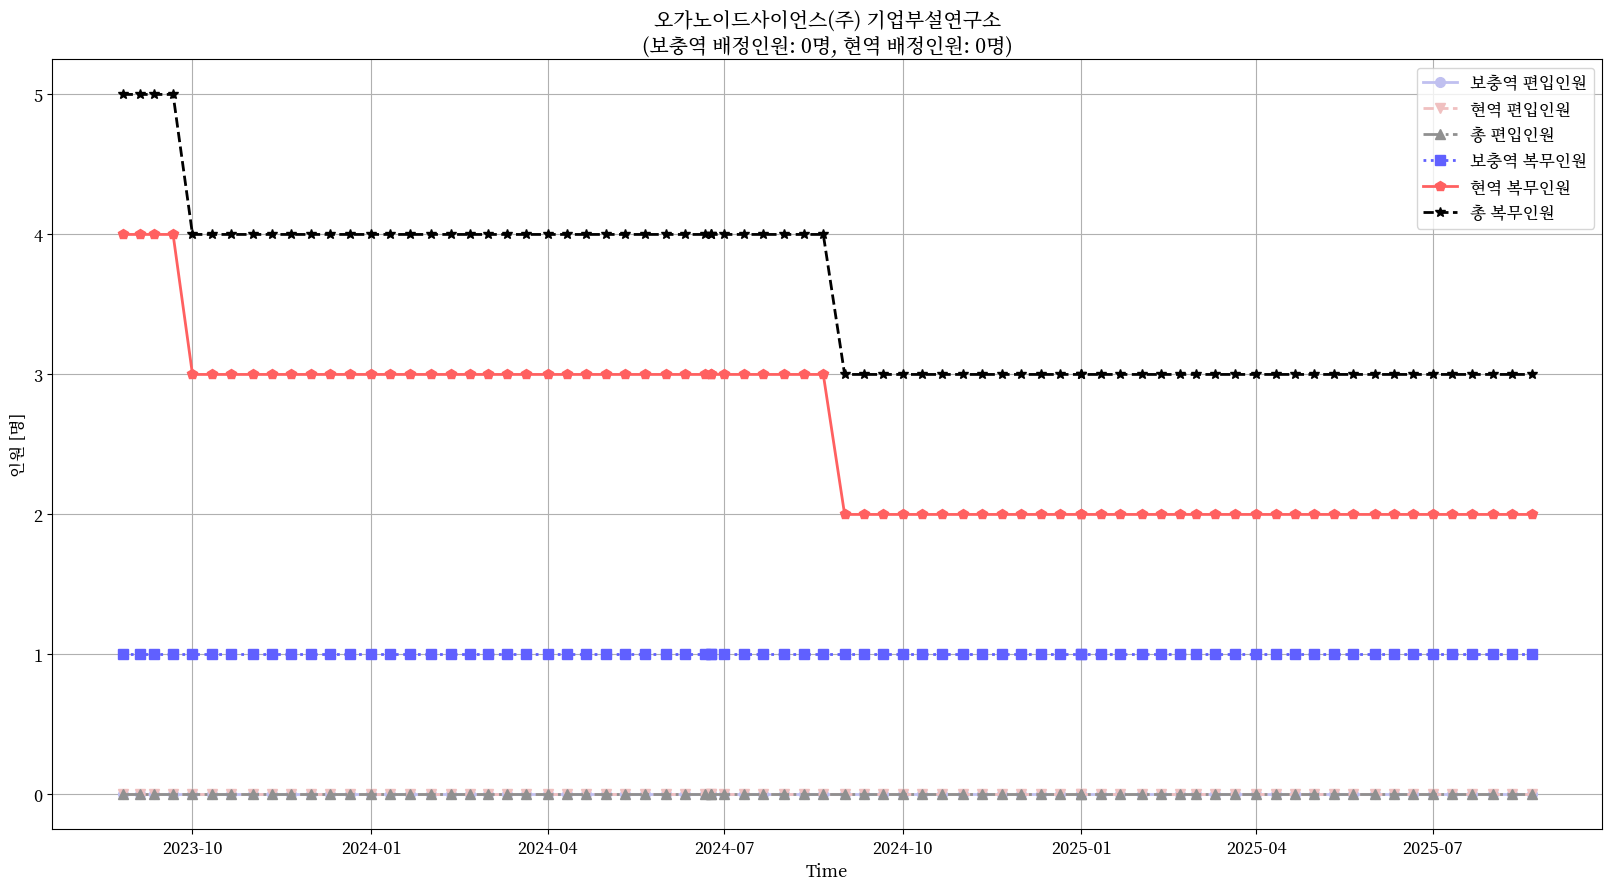 오가노이드사이언스(주) 기업부설연구소
(보충역 배정인원: 0명, 현역 배정인원: 0명)
보충역 편입인원
현역 편입인원
총 편입인원
보충역 복무인원
현역 복무인원
총 복무인원
인원 [명]
5
4
3
2
1
0
2023-10
2024-01
2024-04
2024-07
2024-10
2025-01
2025-04
2025-07
Time